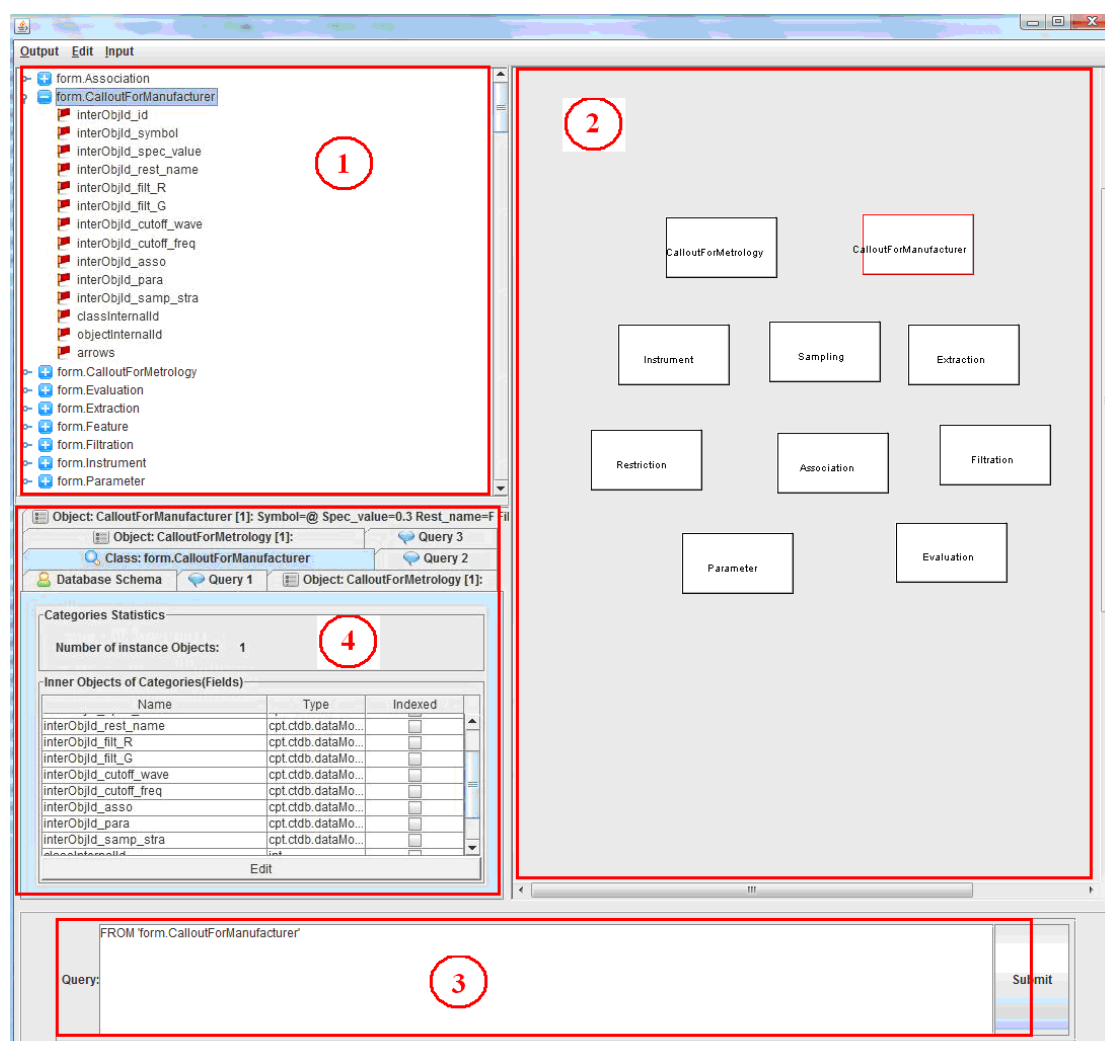 Output Edit Input
form.Association
form.CalloutForManufacturer
interObjId_id
interObjId_symbol
interObjId_spec_value
interObjId_rest_name
interObjId_filt_R
interObjId_filt_G
interObjId_cutoff_wave
interObjId_cutoff_freq
interObjId_asso
interObjId_para
interObjId_samp_stra
classInternalId
objectInternalId
arrows
form.CalloutForMetrology
form.Evaluation
form.Extraction
form.Feature
form.Filtration
form.Instrument
form.Parameter
1
2
CalloutForMetrology
CalloutForManufacturer
Instrument
Sampling
Extraction
Restriction
Association
Filtration
Parameter
Evaluation
Object: CalloutForManufacturer [1]: Symbol=@ Spec_value=0.3 Rest_name=F
Object: CalloutForMetrology [1]: Query 3
Class: form.CalloutForManufacturer Query 2
Database Schema Query 1 Object: CalloutForMetrology [1]:
Categories Statistics
Number of instance Objects: 1
4
Inner Objects of Categories(Fields)
Name Type Indexed
interObjId_rest_name cpt.ctdb.dataMo...
interObjId_filt_R cpt.ctdb.dataMo...
interObjId_filt_G cpt.ctdb.dataMo...
interObjId_cutoff_wave cpt.ctdb.dataMo...
interObjId_cutoff_freq cpt.ctdb.dataMo...
interObjId_asso cpt.ctdb.dataMo...
interObjId_para cpt.ctdb.dataMo...
interObjId_samp_stra cpt.ctdb.dataMo...
classInternalId int
Edit
FROM 'form.CalloutForManufacturer'
Query:
3
Submit